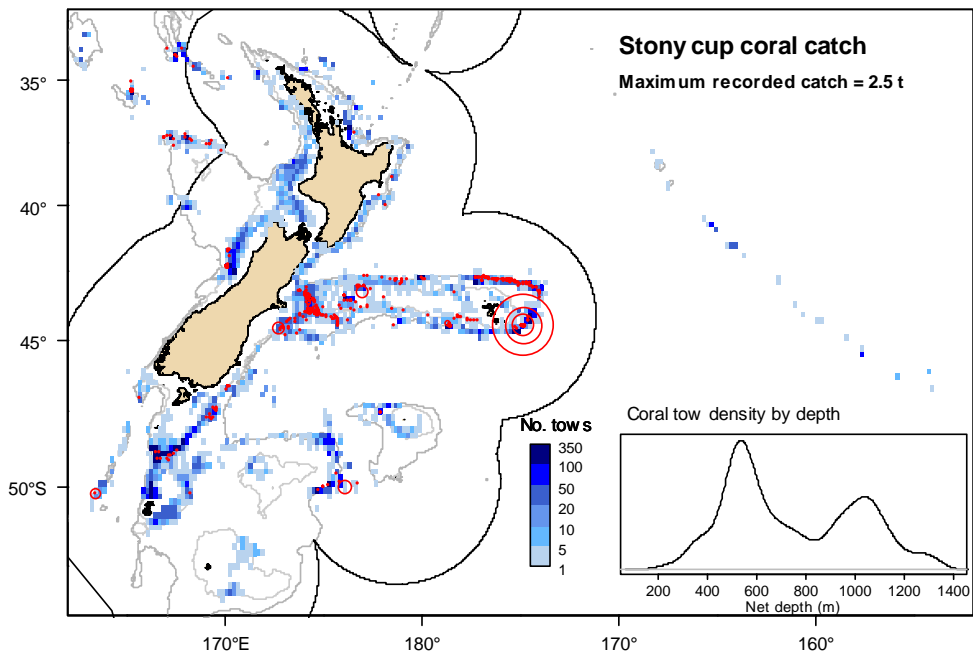 Stony cup coral catch
Maximum recorded catch = 2.5 t
35°
40°
45°
50°S
No. tows
350
100
50
20
10
5
1
Coral tow density by depth
200 400 600 800 1000 1200 1400
Net depth (m)
170°E 180° 170° 160°